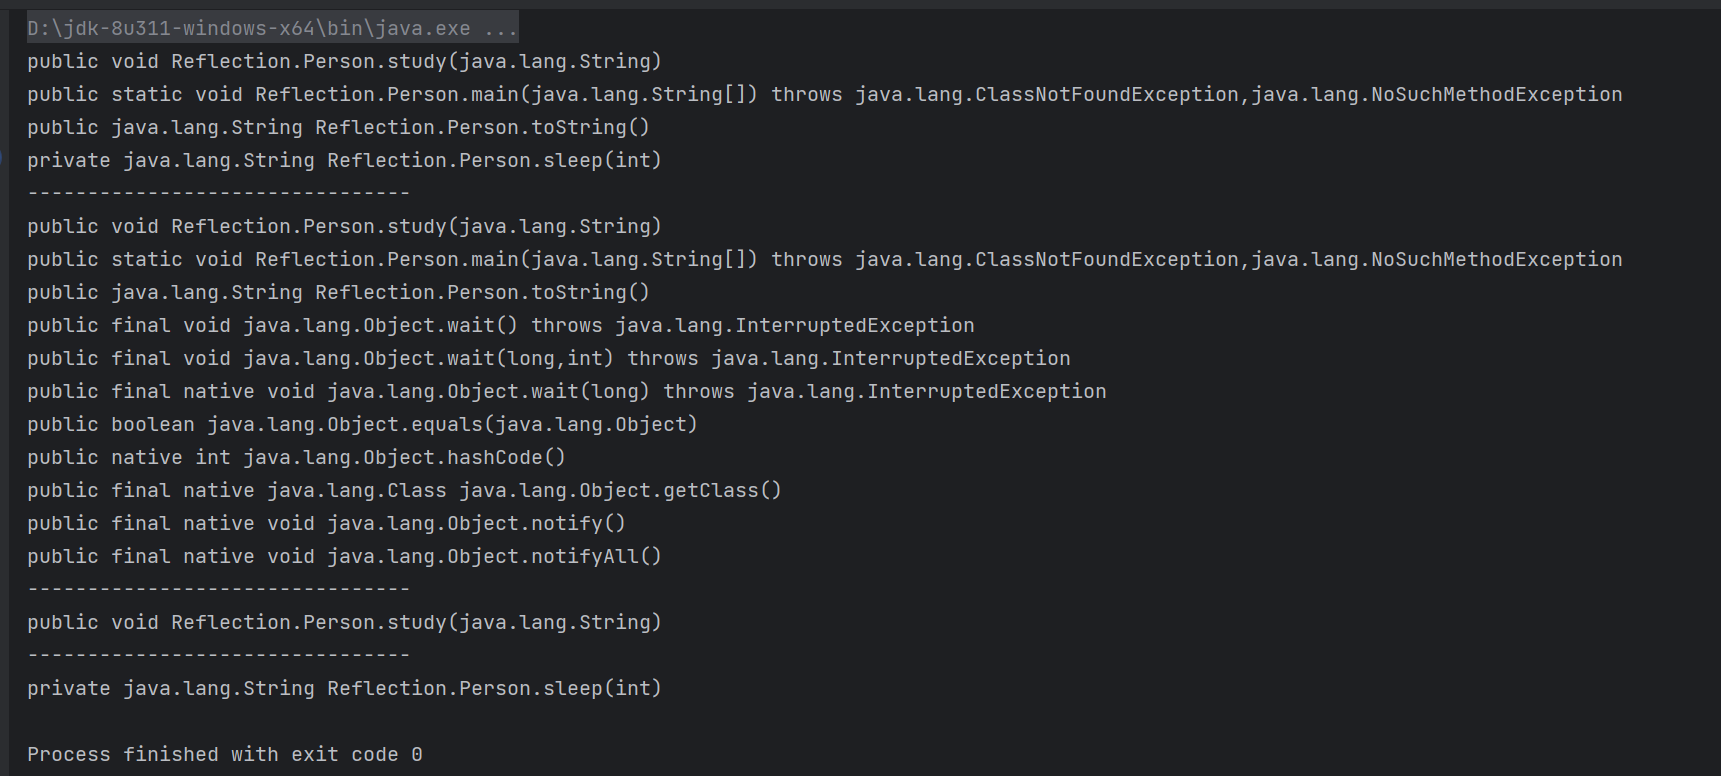 D:\jdk-8u311-windows-x64\bin\java.exe ...
public void Reflection.Person.study(java.lang.String)
public static void Reflection.Person.main(java.lang.String[]) throws java.lang.ClassNotFoundException,java.lang.NoSuchMethodException
public java.lang.String Reflection.Person.toString()
private java.lang.String Reflection.Person.sleep(int)
--------------------------------
public void Reflection.Person.study(java.lang.String)
public static void Reflection.Person.main(java.lang.String[]) throws java.lang.ClassNotFoundException,java.lang.NoSuchMethodException
public java.lang.String Reflection.Person.toString()
public final void java.lang.Object.wait() throws java.lang.InterruptedException
public final void java.lang.Object.wait(long,int) throws java.lang.InterruptedException
public final native void java.lang.Object.wait(long) throws java.lang.InterruptedException
public boolean java.lang.Object.equals(java.lang.Object)
public native int java.lang.Object.hashCode()
public final native java.lang.Class java.lang.Object.getClass()
public final native void java.lang.Object.notify()
public final native void java.lang.Object.notifyAll()
--------------------------------
public void Reflection.Person.study(java.lang.String)
--------------------------------
private java.lang.String Reflection.Person.sleep(int)
Process finished with exit code 0